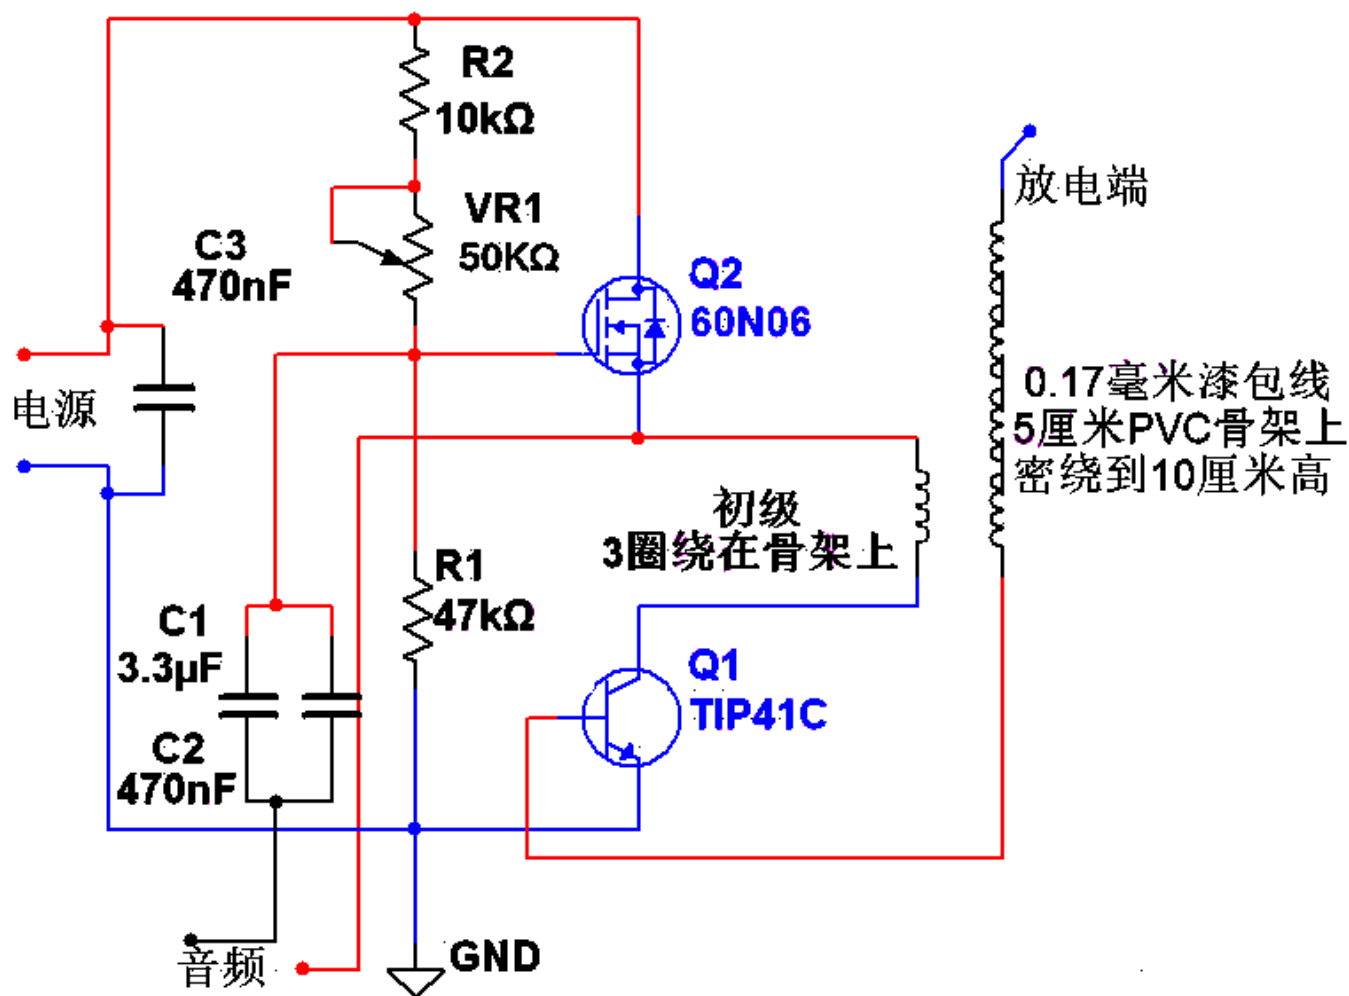 R2
10kΩ
放电端
VR1
50KΩ
C3
470nF
Q2
60N06
电源
0.17毫米漆包线
5厘米PVC骨架上
密绕到10厘米高
初级
3圈绕在骨架上
R1
47kΩ
C1
3.3µF
Q1
TIP41C
C2
470nF
音频
GND